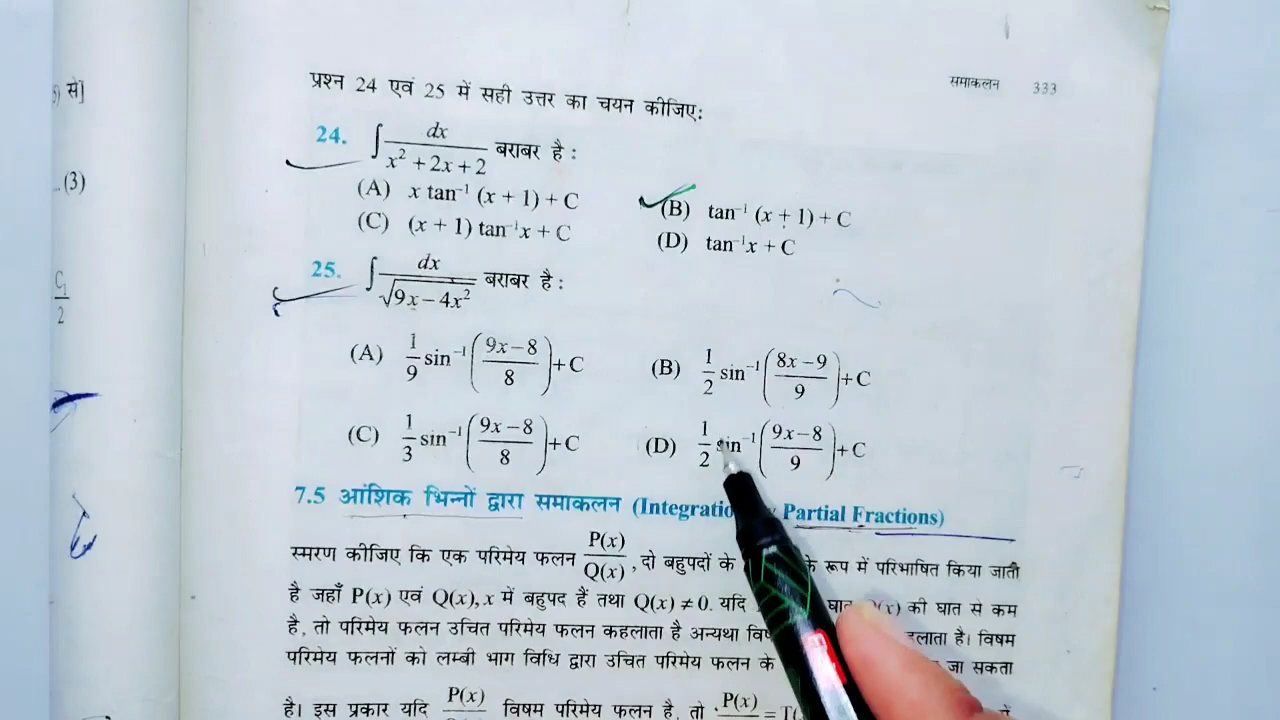 समाकलन 333
से]
प्रश्न 24 एवं 25 में सही उत्तर का चयन कीजिए:
24. ∫ dx / (x² + 2x + 2) बराबर है :
...(3)
(A) x tan⁻¹ (x + 1) + C (B) tan⁻¹ (x + 1) + C
(C) (x + 1) tan⁻¹x + C (D) tan⁻¹x + C
25. ∫ dx / √(9x – 4x²) बराबर है :
C₁/2
(A) 1/9 sin⁻¹ ((9x – 8)/8) + C (B) 1/2 sin⁻¹ ((8x – 9)/9) + C
(C) 1/3 sin⁻¹ ((9x – 8)/8) + C (D) 1/2 sin⁻¹ ((9x – 8)/9) + C
7.5 आंशिक भिन्नों द्वारा समाकलन (Integratio Partial Fractions)
स्मरण कीजिए कि एक परिमेय फलन P(x)/Q(x), दो बहुपदों के के रूप में परिभाषित किया जाता
है जहाँ P(x) एवं Q(x), x में बहुपद हैं तथा Q(x) ≠ 0. यदि घात (x) की घात से कम
है, तो परिमेय फलन उचित परिमेय फलन कहलाता है अन्यथा विष हलाता है। विषम
परिमेय फलनों को लम्बी भाग विधि द्वारा उचित परिमेय फलन के जा सकता
है। इस प्रकार यदि P(x) विषम परिमेय फलन है, तो P(x) = T(